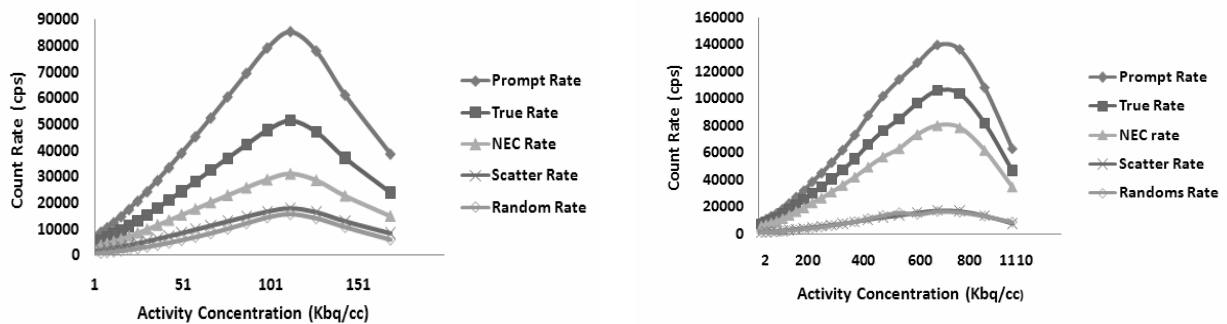 90000
80000
70000
60000
50000
40000
30000
20000
10000
0
Count Rate (cps)
1 51 101 151
Activity Concentration (Kbq/cc)
Prompt Rate
True Rate
NEC Rate
Scatter Rate
Random Rate
160000
140000
120000
100000
80000
60000
40000
20000
0
Count Rate (cps)
2 200 400 600 800 1110
Activity Concentration (Kbq/cc)
Prompt Rate
True Rate
NEC rate
Scatter Rate
Randoms Rate